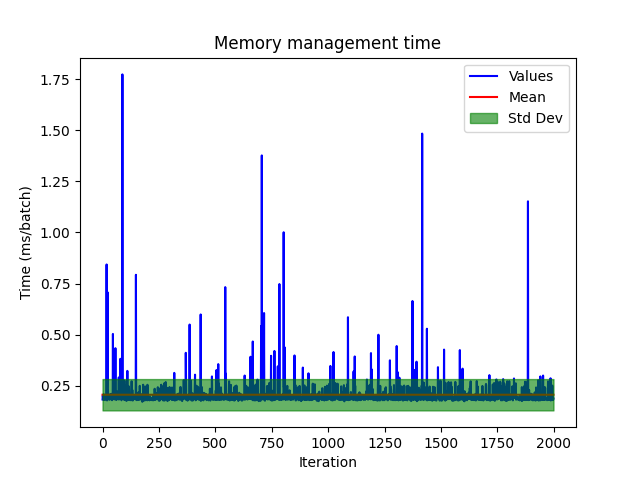 Memory management time
Values
Mean
Std Dev
Time (ms/batch)
1.75
1.50
1.25
1.00
0.75
0.50
0.25
0 250 500 750 1000 1250 1500 1750 2000
Iteration